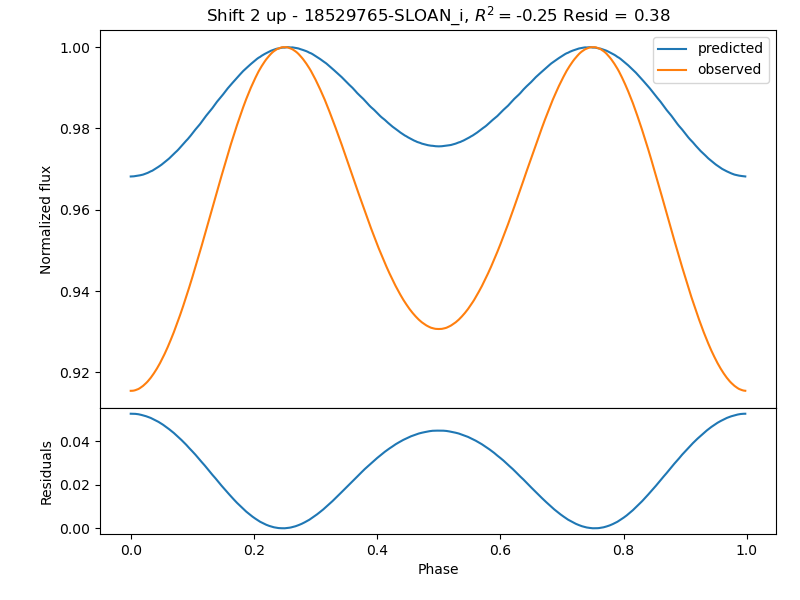 Shift 2 up - 18529765-SLOAN_i, R² = -0.25 Resid = 0.38
predicted
observed
Normalized flux
1.00
0.98
0.96
0.94
0.92
Residuals
0.04
0.02
0.00
0.0
0.2
0.4
0.6
0.8
1.0
Phase